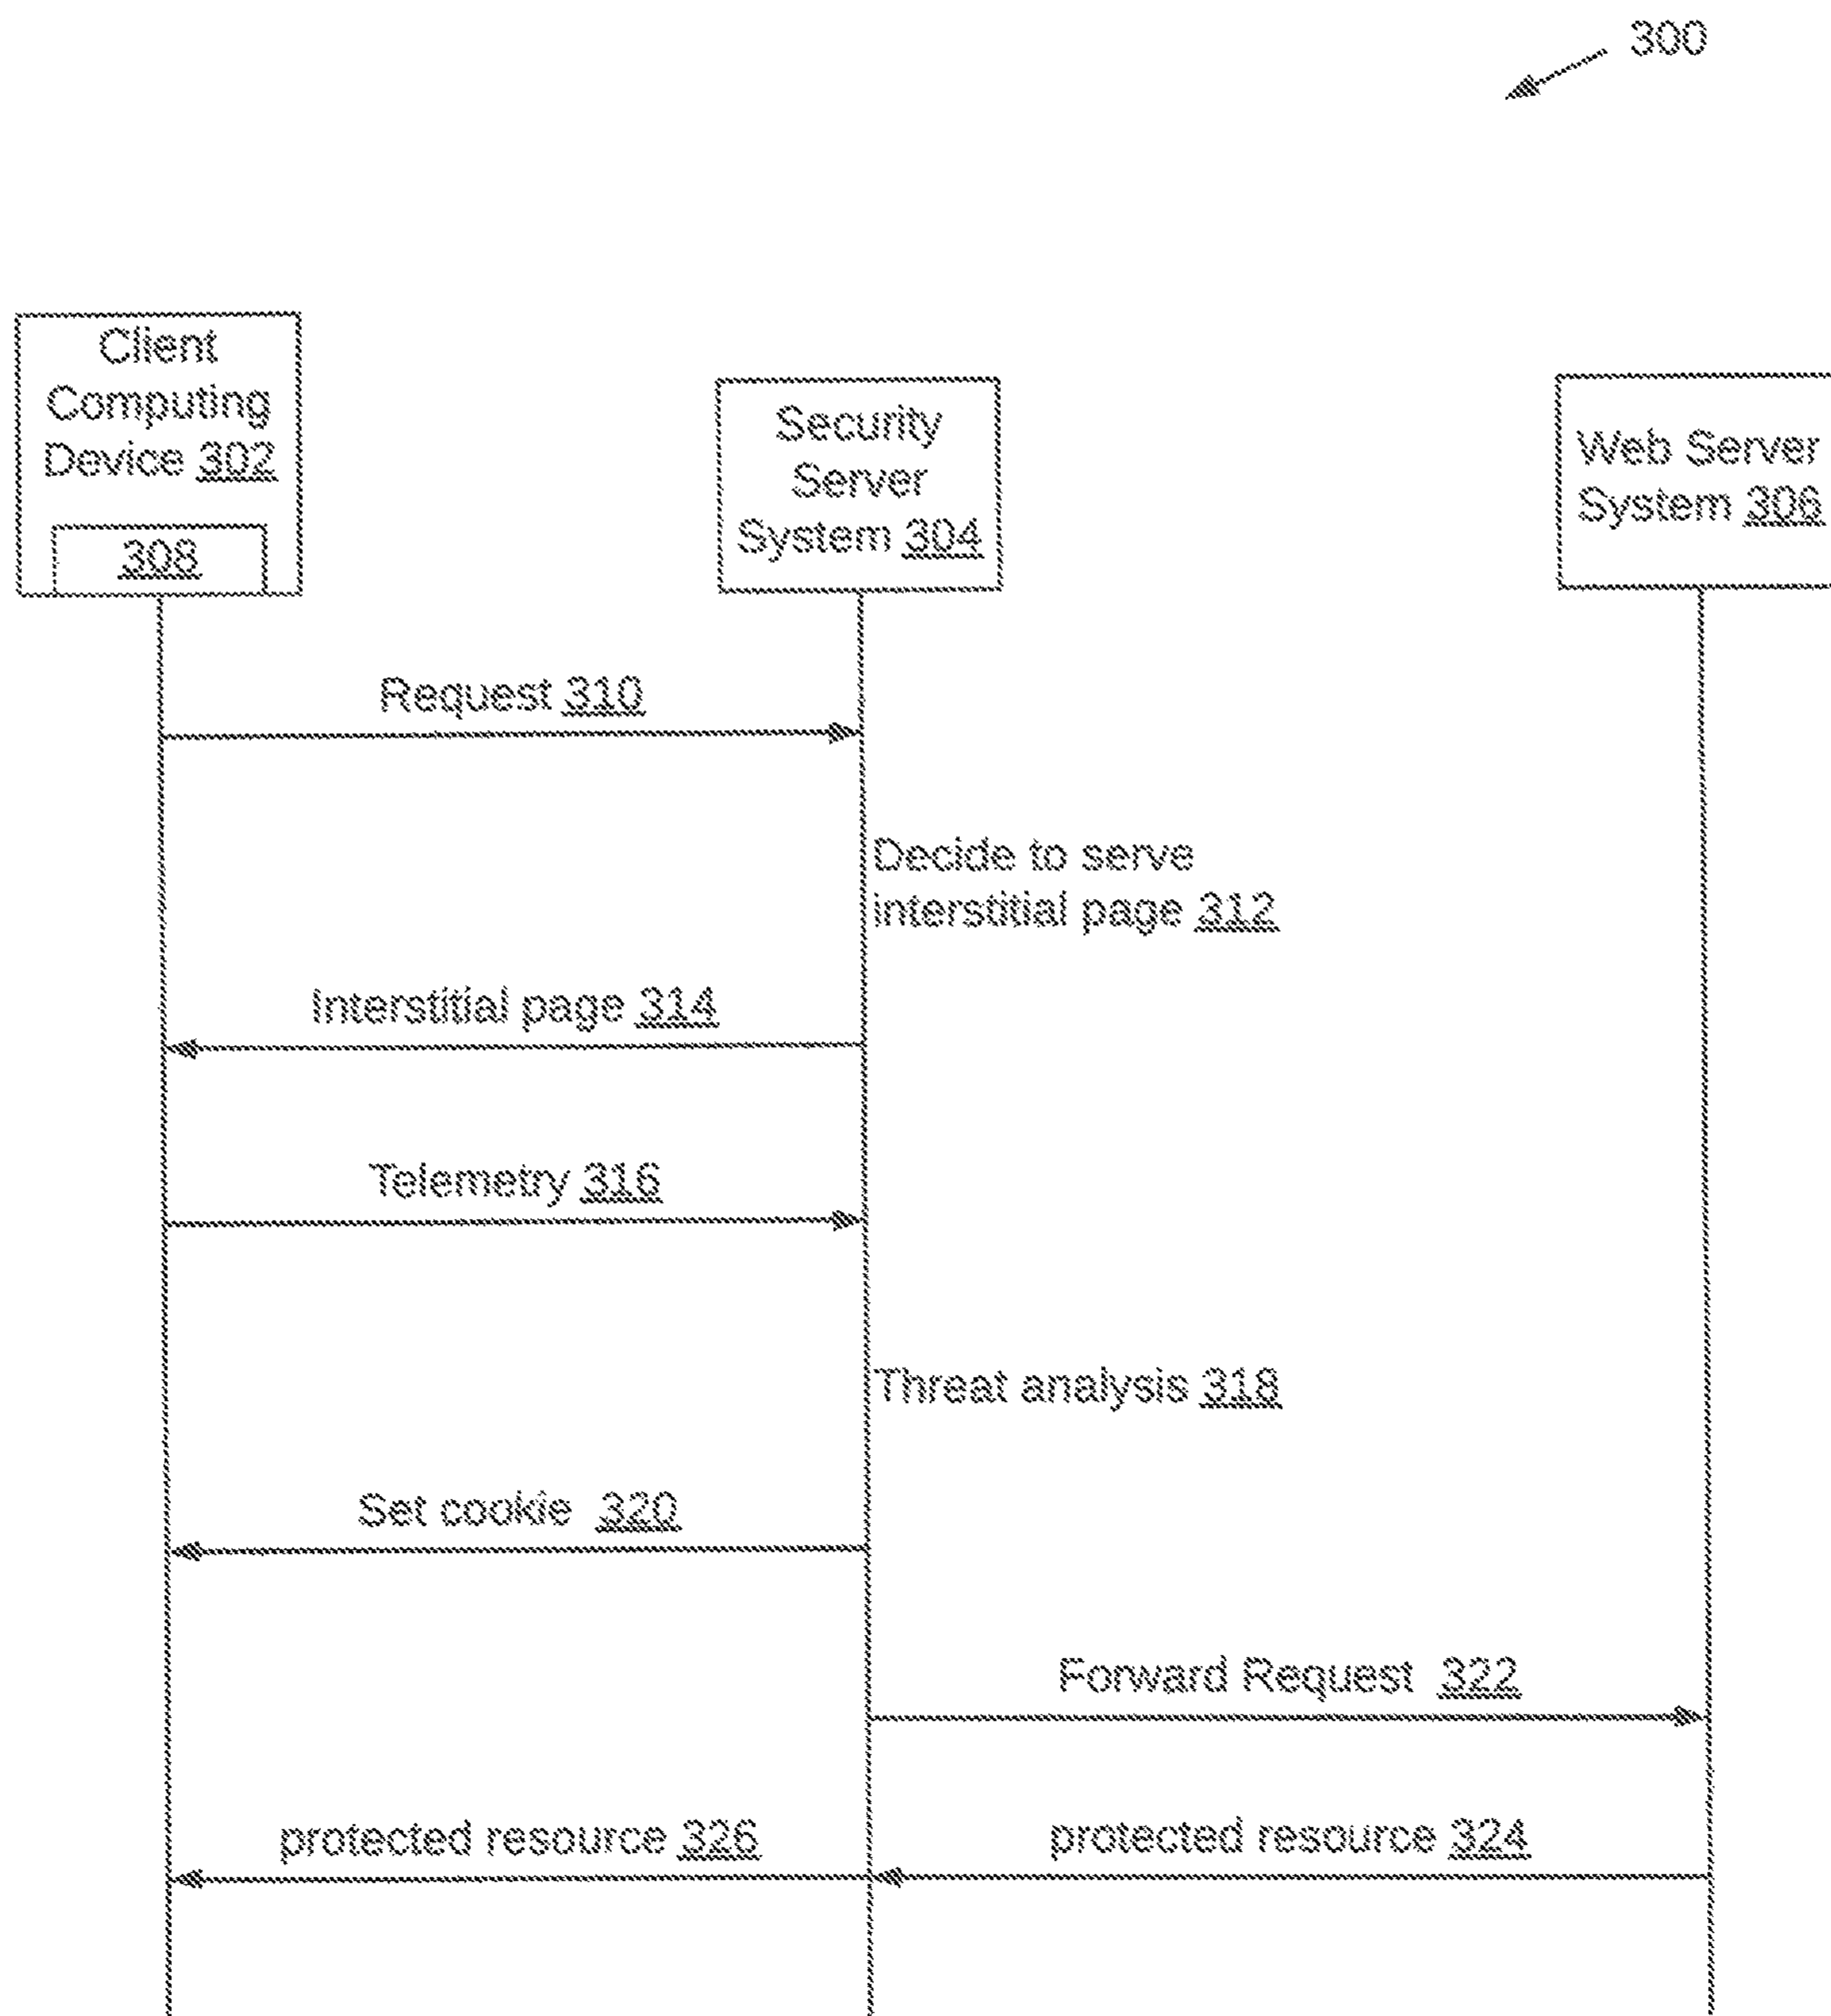 300
Client
Computing
Device 302
308
Security
Server
System 304
Web Server
System 306
Request 310
Decide to serve
interstitial page 312
Interstitial page 314
Telemetry 316
Threat analysis 318
Set cookie 320
Forward Request 322
protected resource 326
protected resource 324